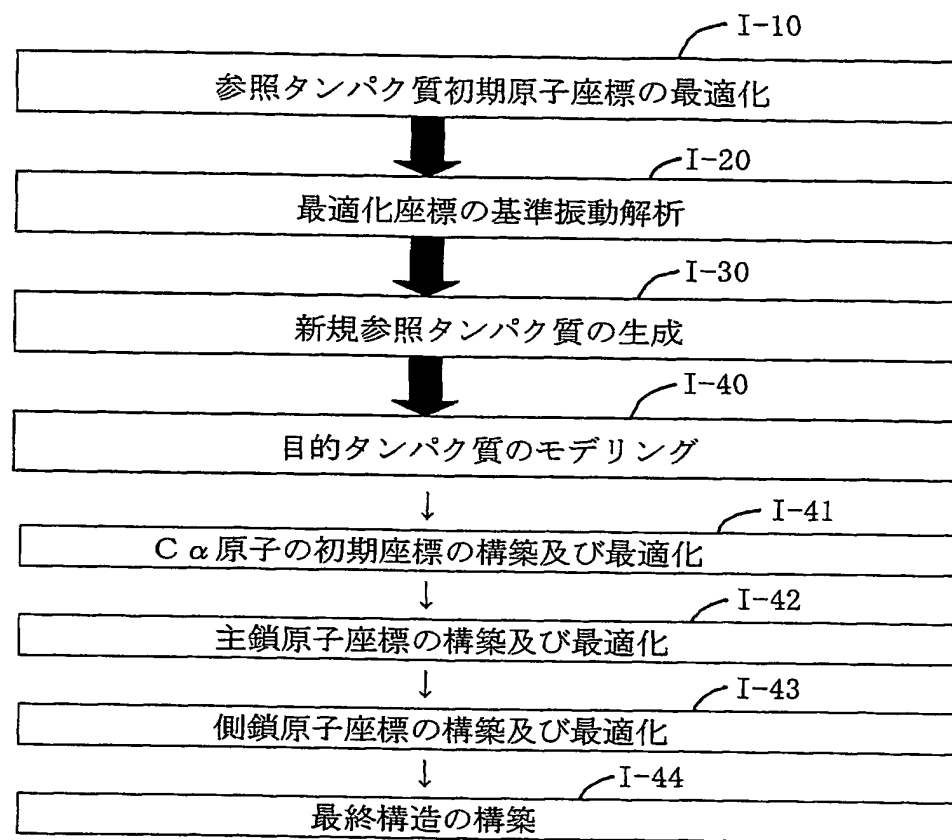 I-10
参照タンパク質初期原子座標の最適化
I-20
最適化座標の基準振動解析
I-30
新規参照タンパク質の生成
I-40
目的タンパク質のモデリング
↓
I-41
Cα原子の初期座標の構築及び最適化
↓
I-42
主鎖原子座標の構築及び最適化
↓
I-43
側鎖原子座標の構築及び最適化
↓
I-44
最終構造の構築